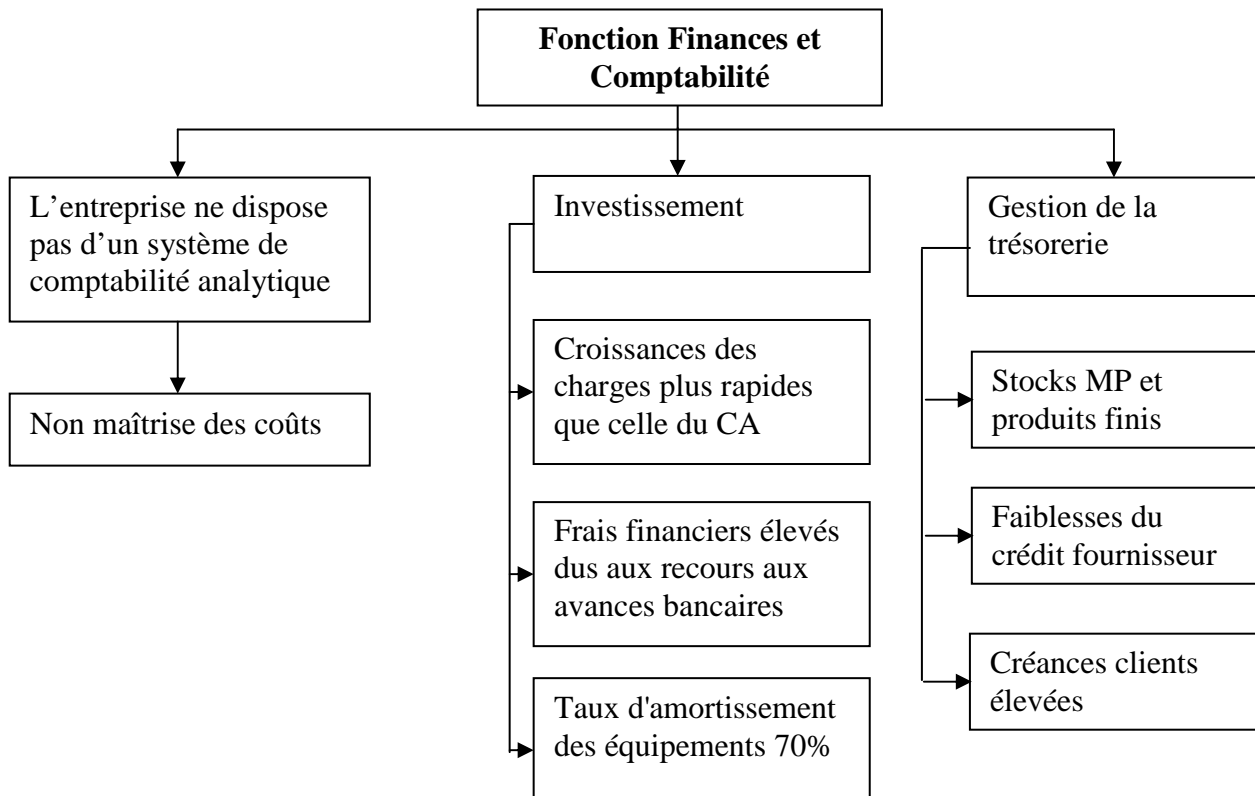 Fonction Finances et
Comptabilité
L’entreprise ne dispose
pas d’un système de
comptabilité analytique
Non maîtrise des coûts
Investissement
Croissances des
charges plus rapides
que celle du CA
Frais financiers élevés
dus aux recours aux
avances bancaires
Taux d'amortissement
des équipements 70%
Gestion de la
trésorerie
Stocks MP et
produits finis
Faiblesses du
crédit fournisseur
Créances clients
élevées